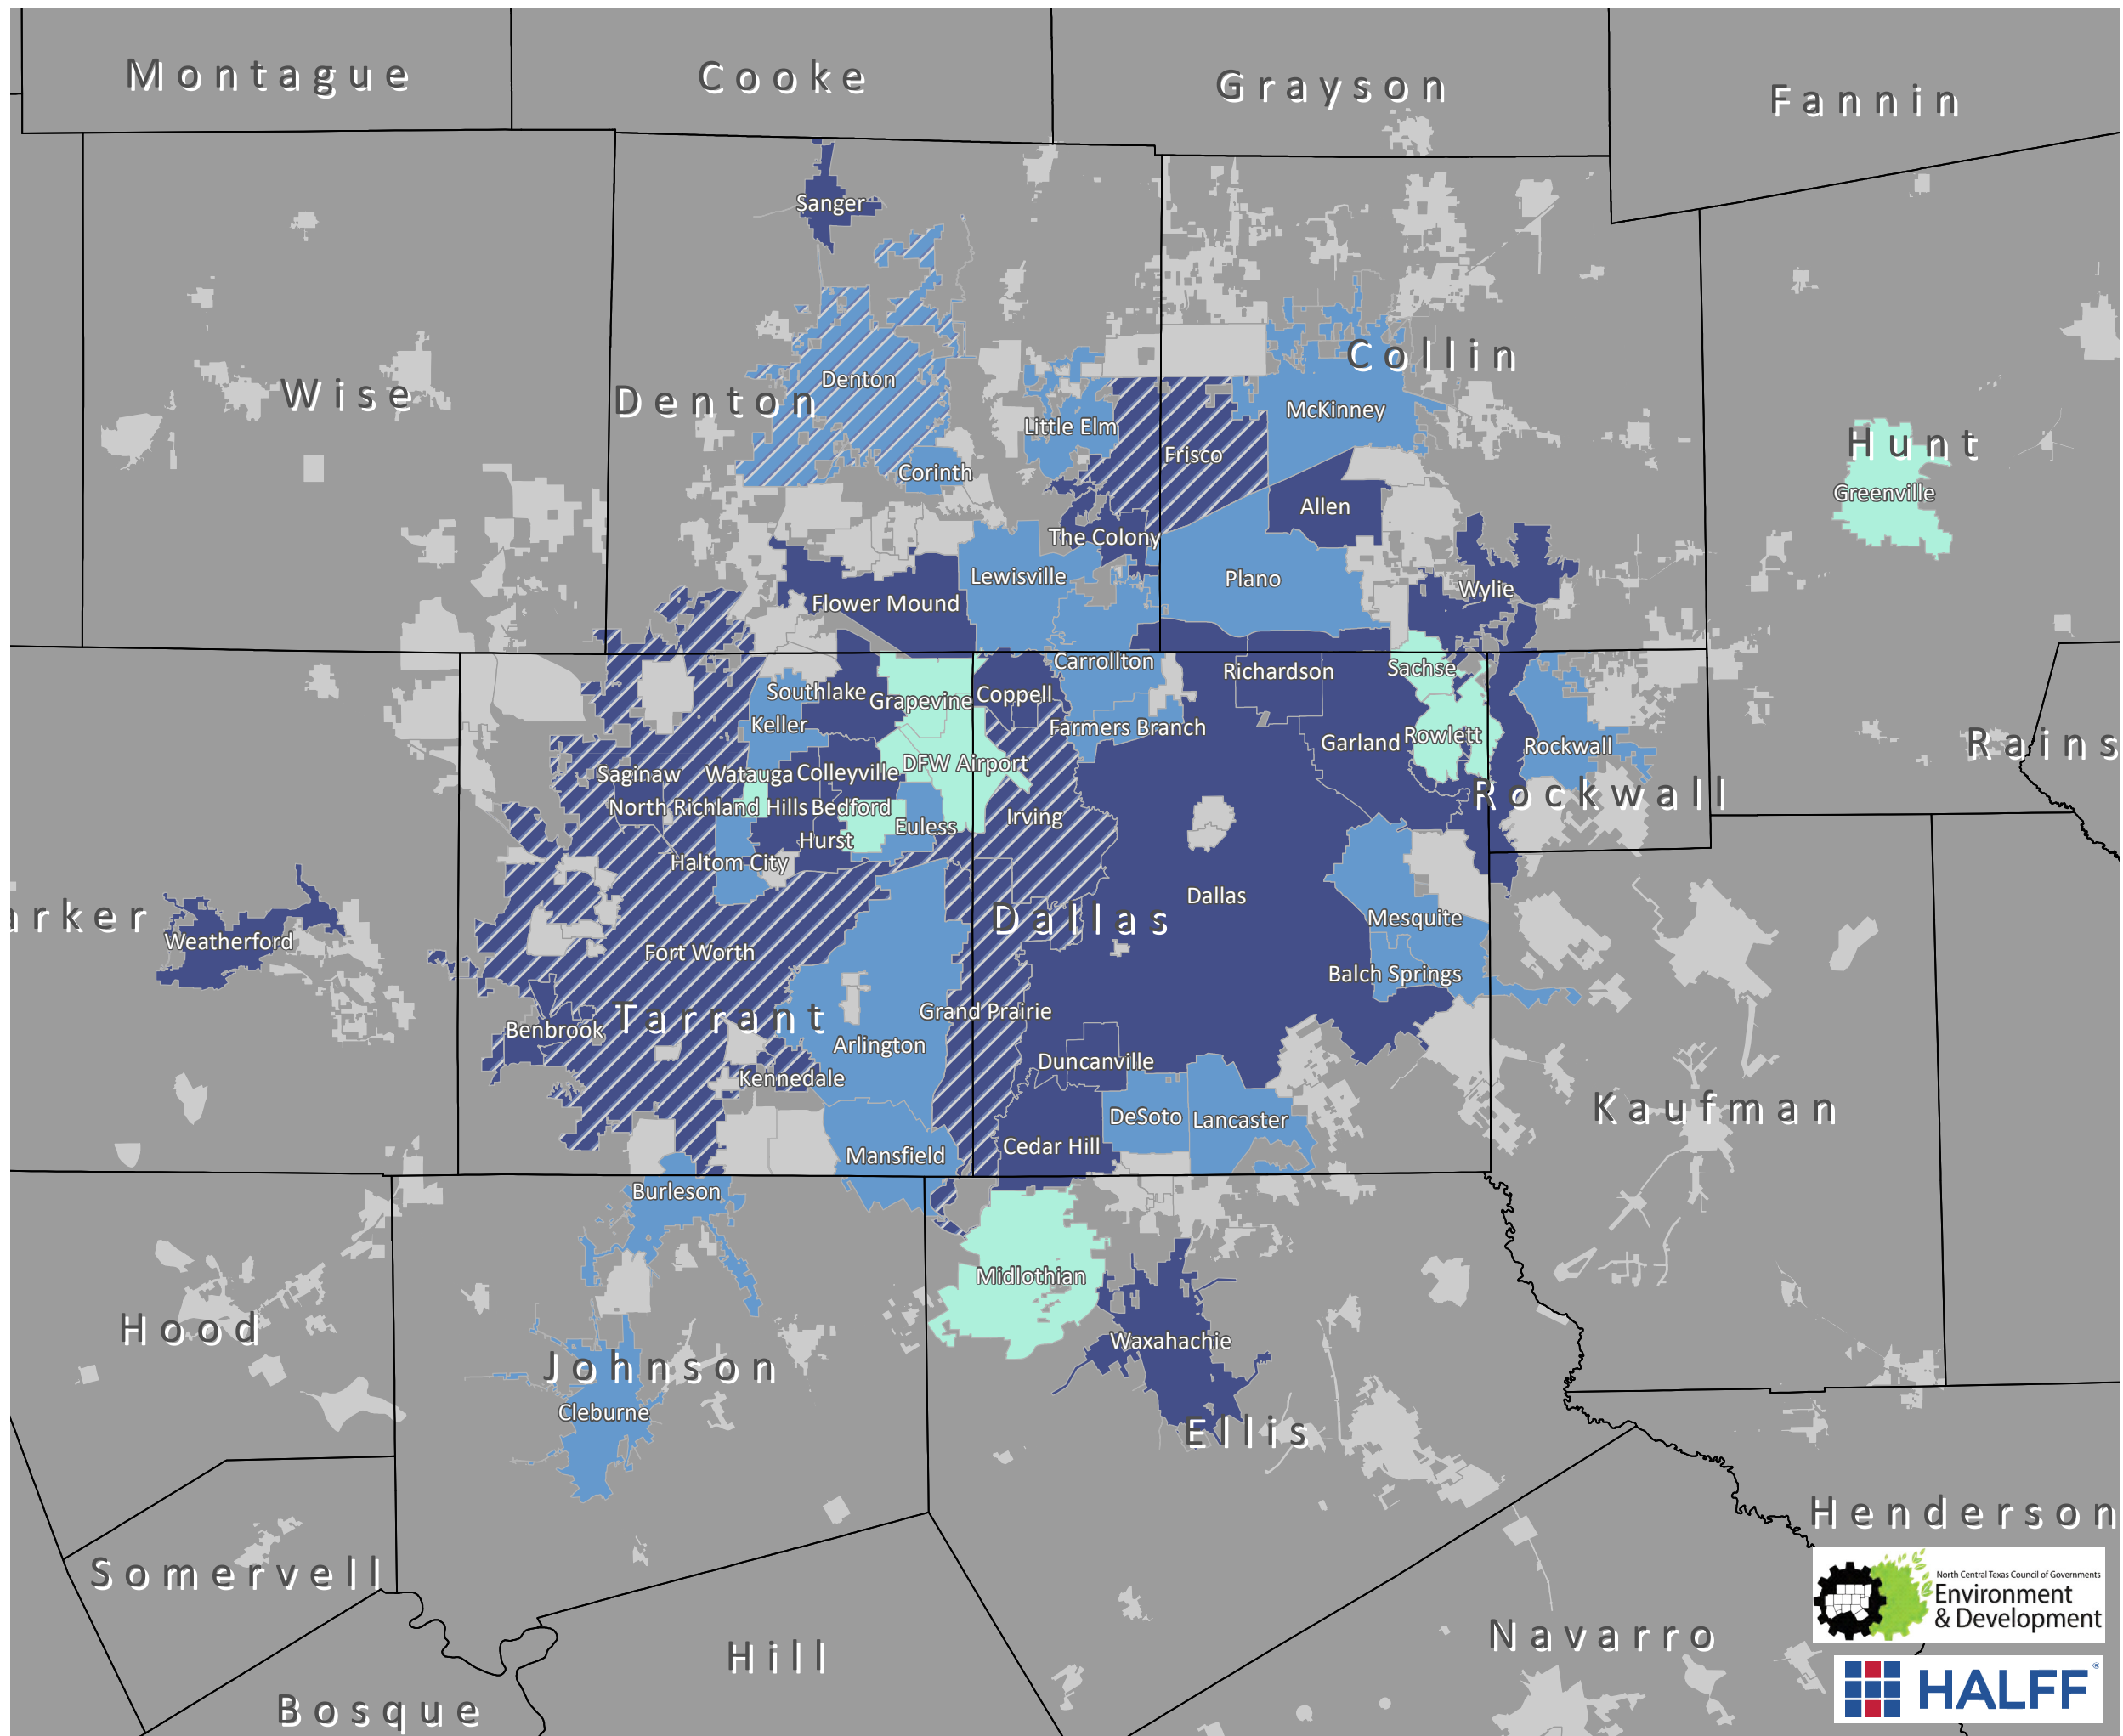 Montague
Cooke
Grayson
Fannin
Sanger
Wise
Denton
Denton
Collin
McKinney
Little Elm
Frisco
Corinth
Hunt
Greenville
Allen
The Colony
Lewisville
Plano
Wylie
Flower Mound
Carrollton
Richardson
Sachse
Southlake
Grapevine
Coppell
Keller
Farmers Branch
Garland
Rowlett
Rockwall
Rains
DFW Airport
Saginaw
Watauga
Colleyville
North Richland Hills
Bedford
Rockwall
Irving
Euless
Hurst
Haltom City
Dallas
Dallas
arker
Weatherford
Mesquite
Fort Worth
Balch Springs
Grand Prairie
Tarrant
Benbrook
Arlington
Duncanville
Kennedale
Kaufman
DeSoto
Lancaster
Cedar Hill
Mansfield
Burleson
Midlothian
Hood
Waxahachie
Johnson
Cleburne
Ellis
Henderson
Somervell
North Central Texas Council of Governments
Environment
& Development
Navarro
Hill
HALFF®
Bosque